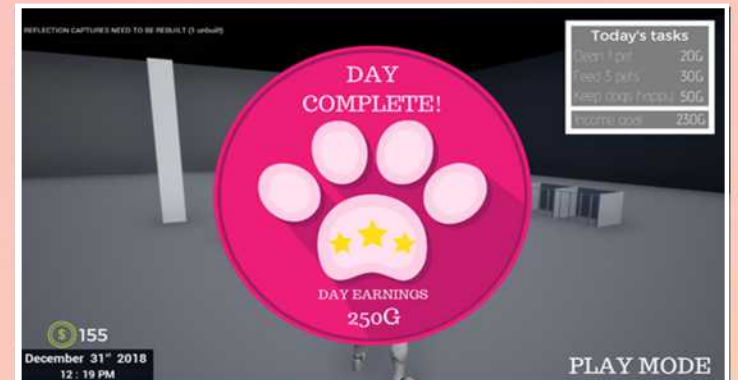 REFLECTION CAPTURES NEED TO BE REBUILT (1 unbuilt)
Today's tasks
Clean 1 pet 20G
Feed 3 pets 30G
Keep dogs happy 50G
Income goal 230G
DAY
COMPLETE!
DAY EARNINGS
250G
$ 155
December 31st 2018
12 : 19 PM
PLAY MODE